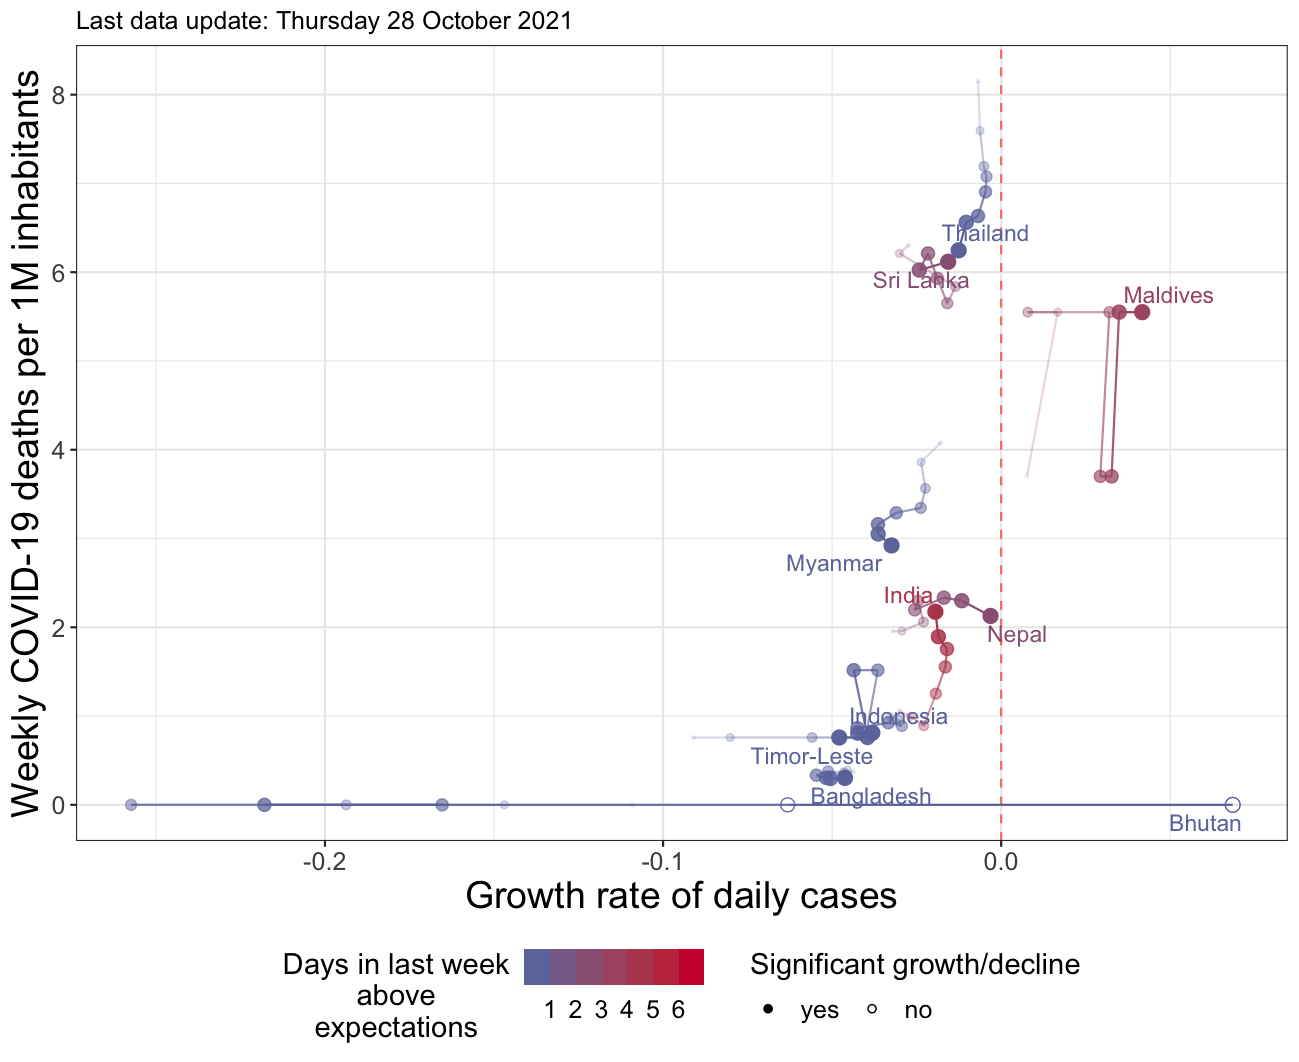 Last data update: Thursday 28 October 2021
Weekly COVID-19 deaths per 1M inhabitants
8
6
4
2
0
Thailand
Sri Lanka
Maldives
Myanmar
India
Nepal
Indonesia
Timor-Leste
Bangladesh
Bhutan
-0.2
-0.1
0.0
Growth rate of daily cases
Days in last week
above
expectations
1 2 3 4 5 6
Significant growth/decline
yes no